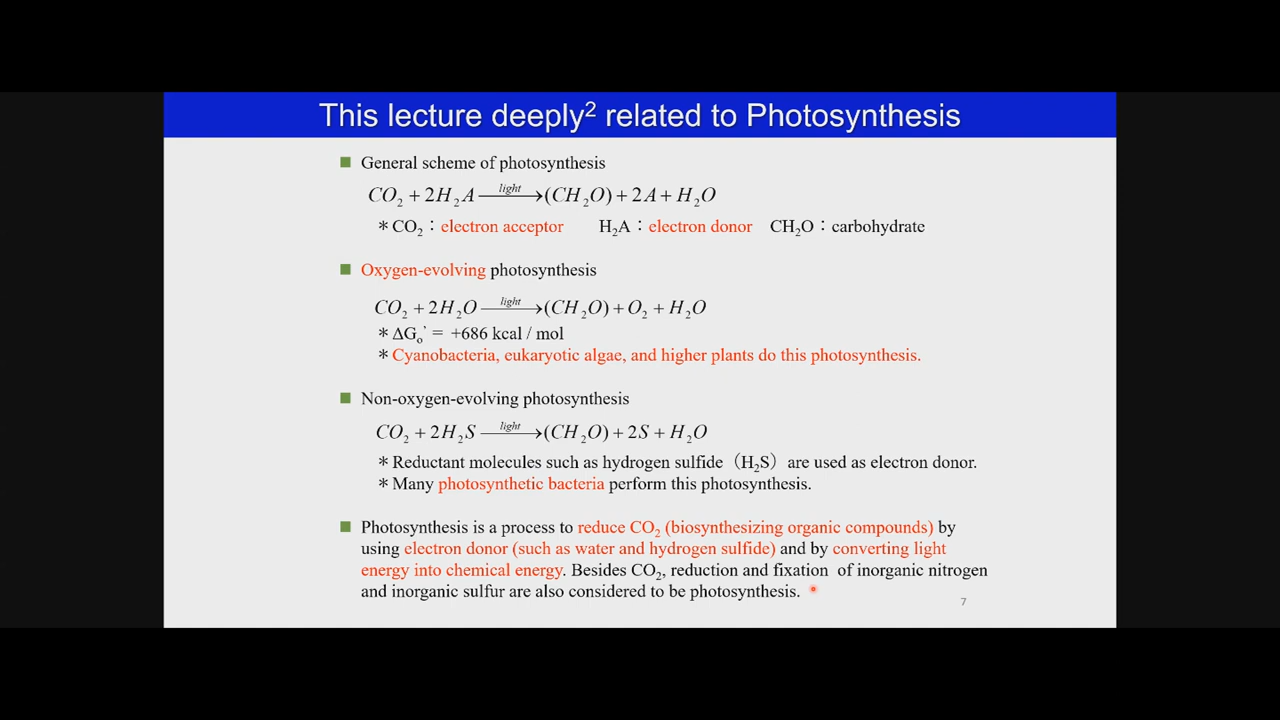 This lecture deeply² related to Photosynthesis
General scheme of photosynthesis
CO₂ + 2H₂A —light→ (CH₂O) + 2A + H₂O
＊CO₂：electron acceptor H₂A：electron donor CH₂O：carbohydrate
Oxygen-evolving photosynthesis
CO₂ + 2H₂O —light→ (CH₂O) + O₂ + H₂O
＊ΔG₀’ = +686 kcal / mol
＊Cyanobacteria, eukaryotic algae, and higher plants do this photosynthesis.
Non-oxygen-evolving photosynthesis
CO₂ + 2H₂S —light→ (CH₂O) + 2S + H₂O
＊Reductant molecules such as hydrogen sulfide（H₂S）are used as electron donor.
＊Many photosynthetic bacteria perform this photosynthesis.
Photosynthesis is a process to reduce CO₂ (biosynthesizing organic compounds) by
using electron donor (such as water and hydrogen sulfide) and by converting light
energy into chemical energy. Besides CO₂, reduction and fixation of inorganic nitrogen
and inorganic sulfur are also considered to be photosynthesis.
7